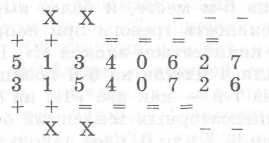 X X — — —
+ — = = = =
5 1 3 4 0 6 2 7
3 1 5 4 0 7 2 6
+ + = = = =
X X — —